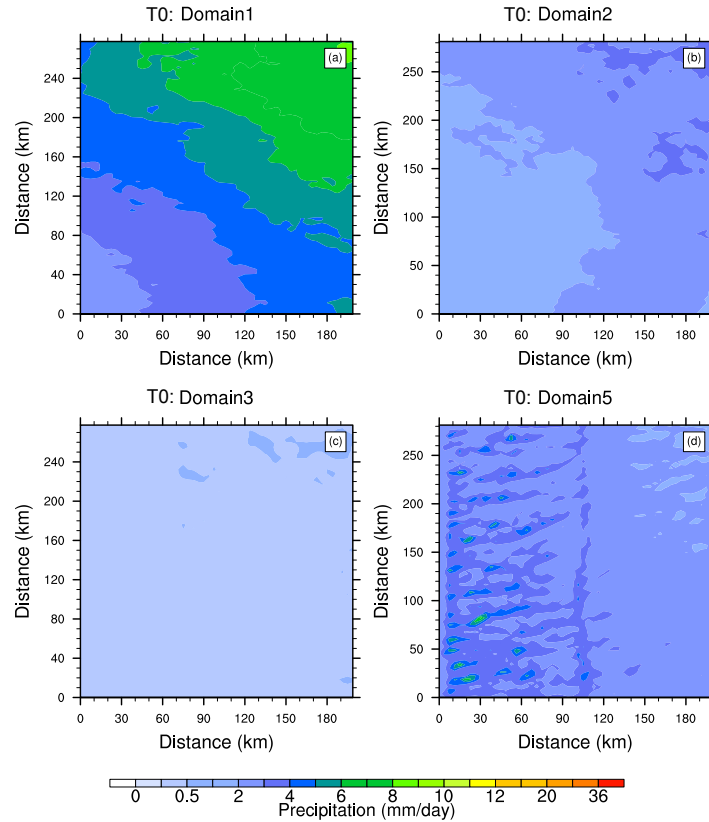 T0: Domain1
T0: Domain2
(a)
(b)
Distance (km)
240
200
160
120
80
40
0
Distance (km)
250
200
150
100
50
0
0 30 60 90 120 150 180
0 30 60 90 120 150 180
Distance (km)
Distance (km)
T0: Domain3
T0: Domain5
(c)
(d)
Distance (km)
240
200
160
120
80
40
0
Distance (km)
250
200
150
100
50
0
0 30 60 90 120 150 180
0 30 60 90 120 150 180
Distance (km)
Distance (km)
0 0.5 2 4 6 8 10 12 20 36
Precipitation (mm/day)